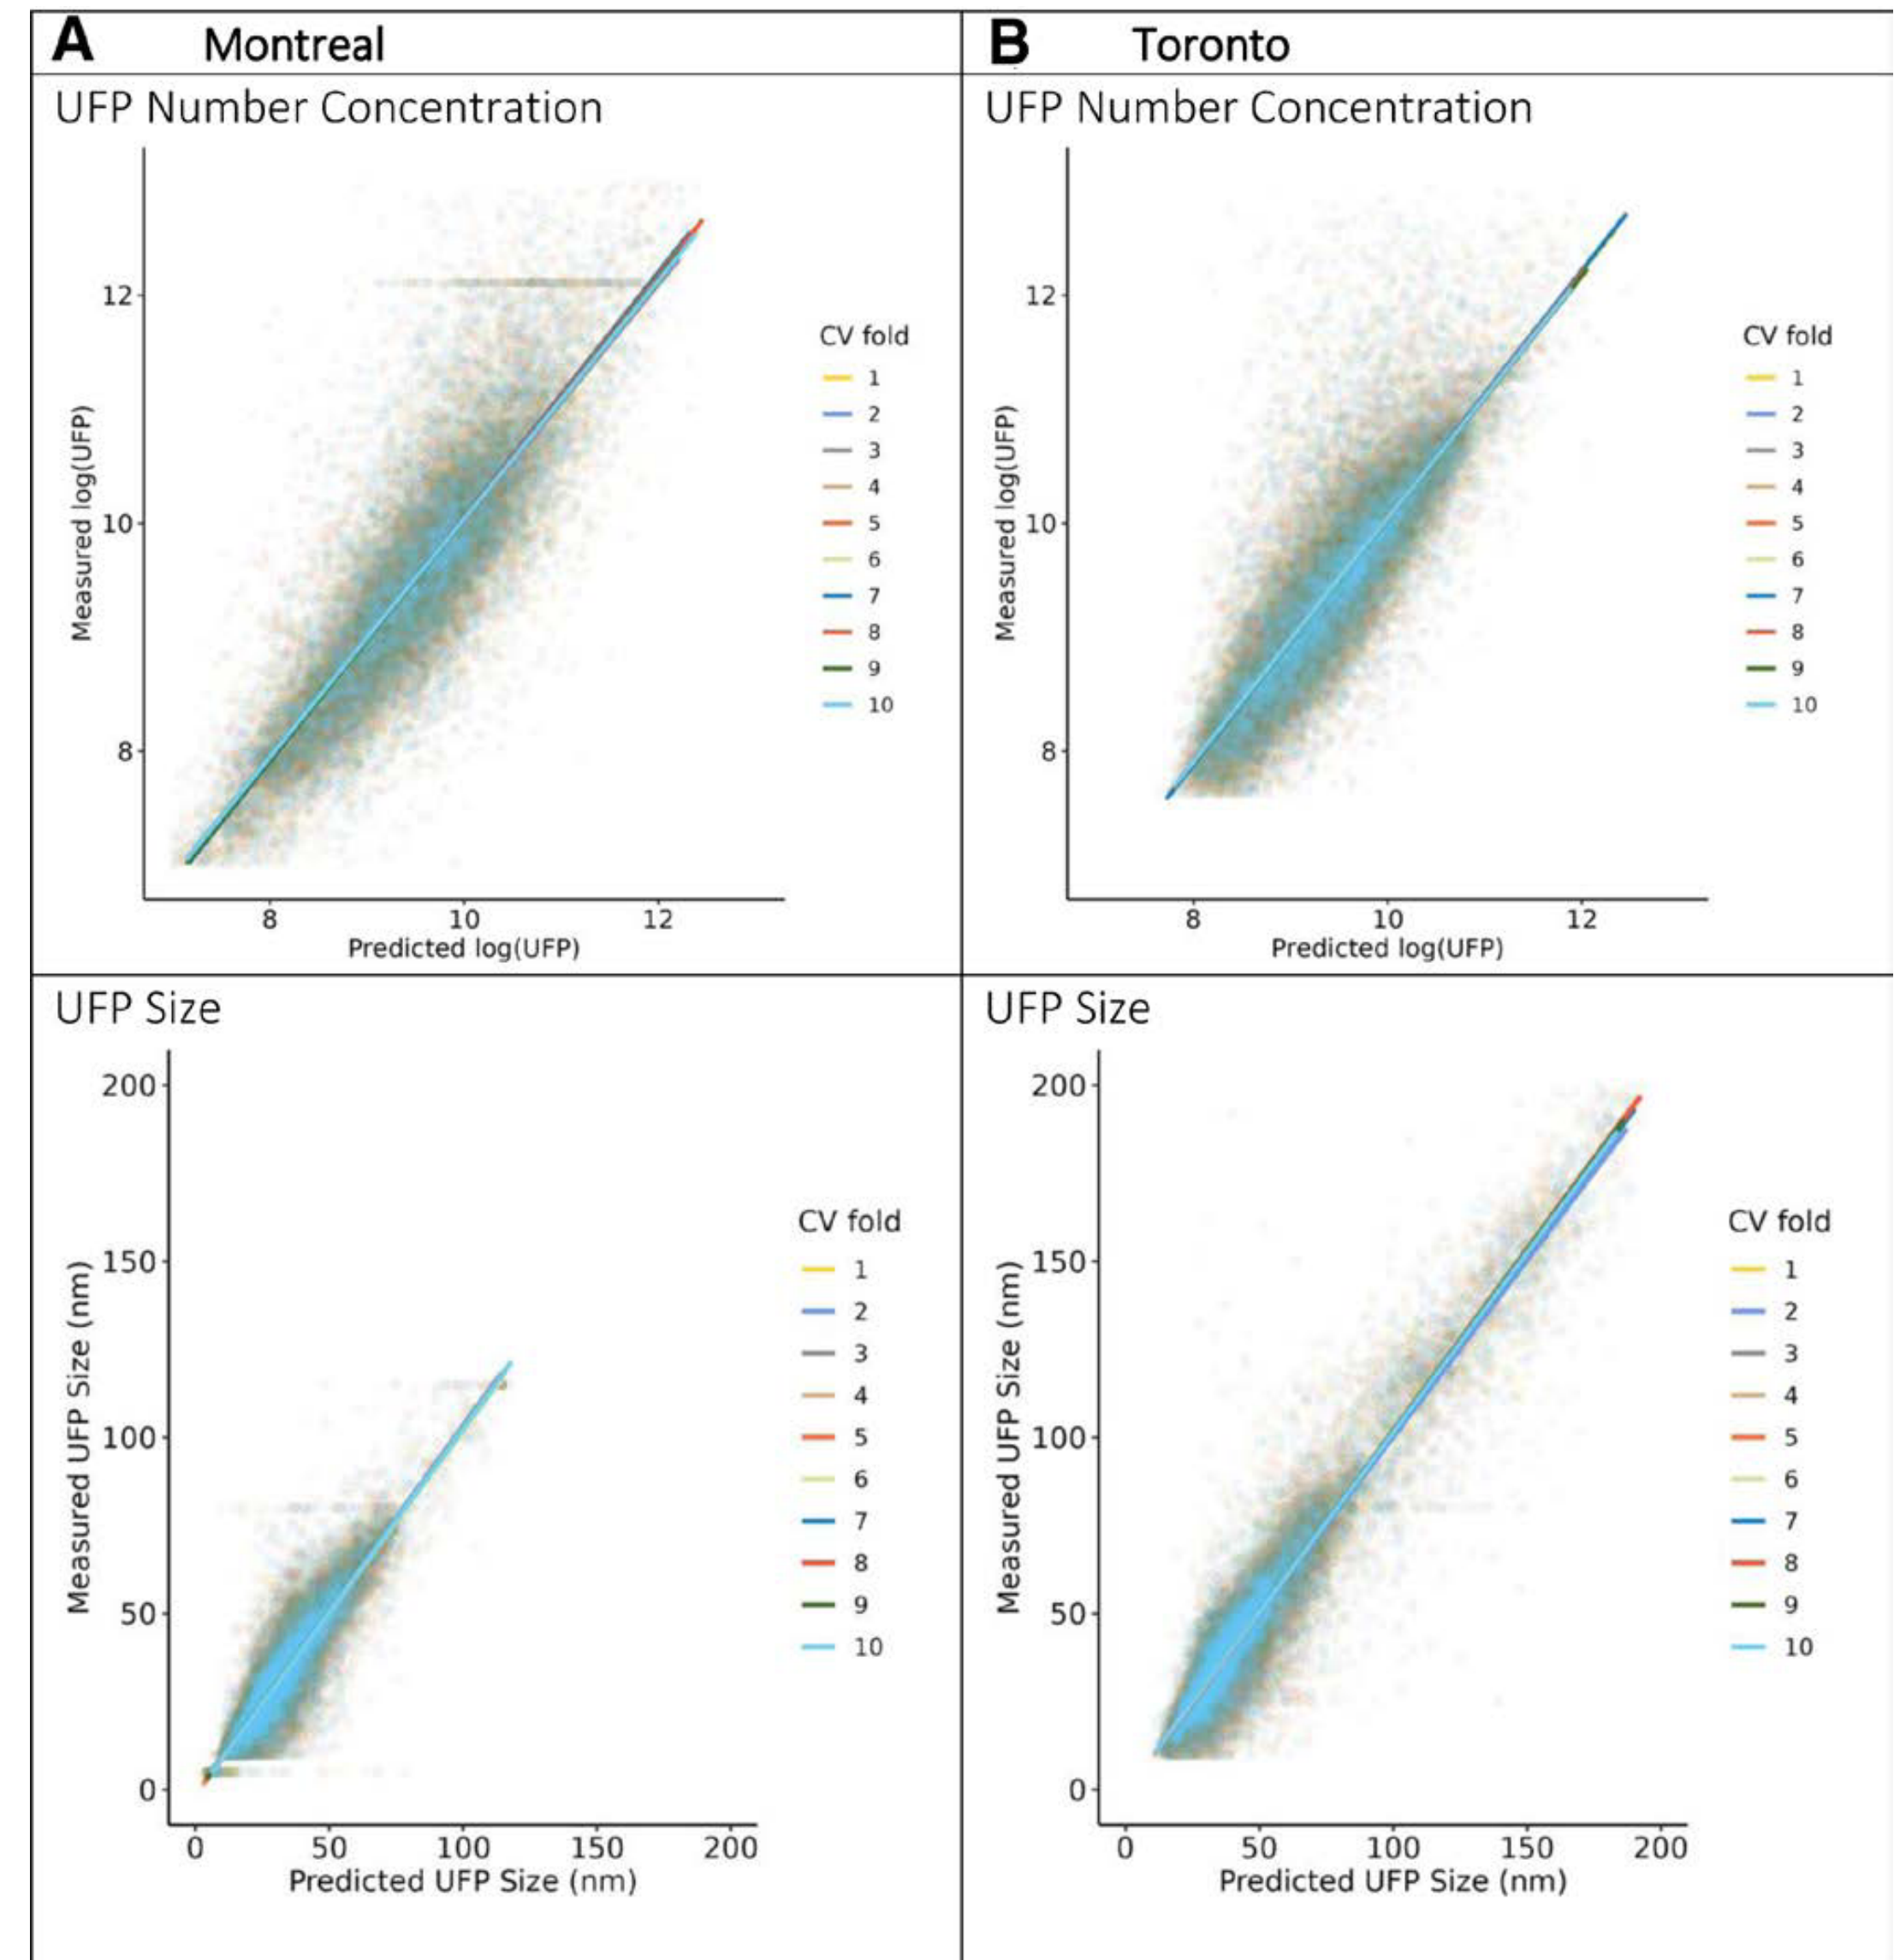 A Montreal
UFP Number Concentration
Measured log(UFP)
12
10
8
8 10 12
Predicted log(UFP)
CV fold
1
2
3
4
5
6
7
8
9
10
B Toronto
UFP Number Concentration
Measured log(UFP)
12
10
8
8 10 12
Predicted log(UFP)
CV fold
1
2
3
4
5
6
7
8
9
10
UFP Size
Measured UFP Size (nm)
200
150
100
50
0
0 50 100 150 200
Predicted UFP Size (nm)
CV fold
1
2
3
4
5
6
7
8
9
10
UFP Size
Measured UFP Size (nm)
200
150
100
50
0
0 50 100 150 200
Predicted UFP Size (nm)
CV fold
1
2
3
4
5
6
7
8
9
10